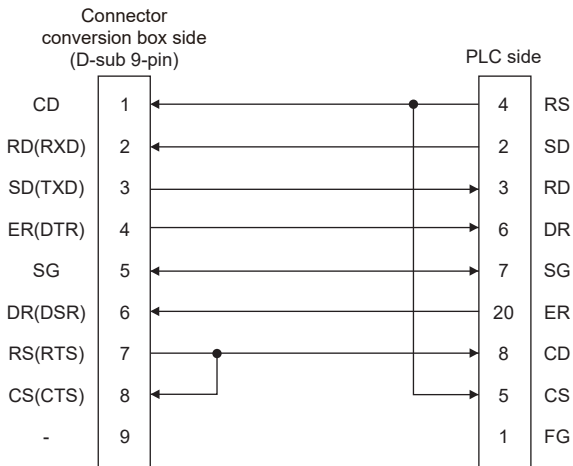 Connector
conversion box side
(D-sub 9-pin)
PLC side
CD 1 4 RS
RD(RXD) 2 2 SD
SD(TXD) 3 3 RD
ER(DTR) 4 6 DR
SG 5 7 SG
DR(DSR) 6 20 ER
RS(RTS) 7 8 CD
CS(CTS) 8 5 CS
- 9 1 FG